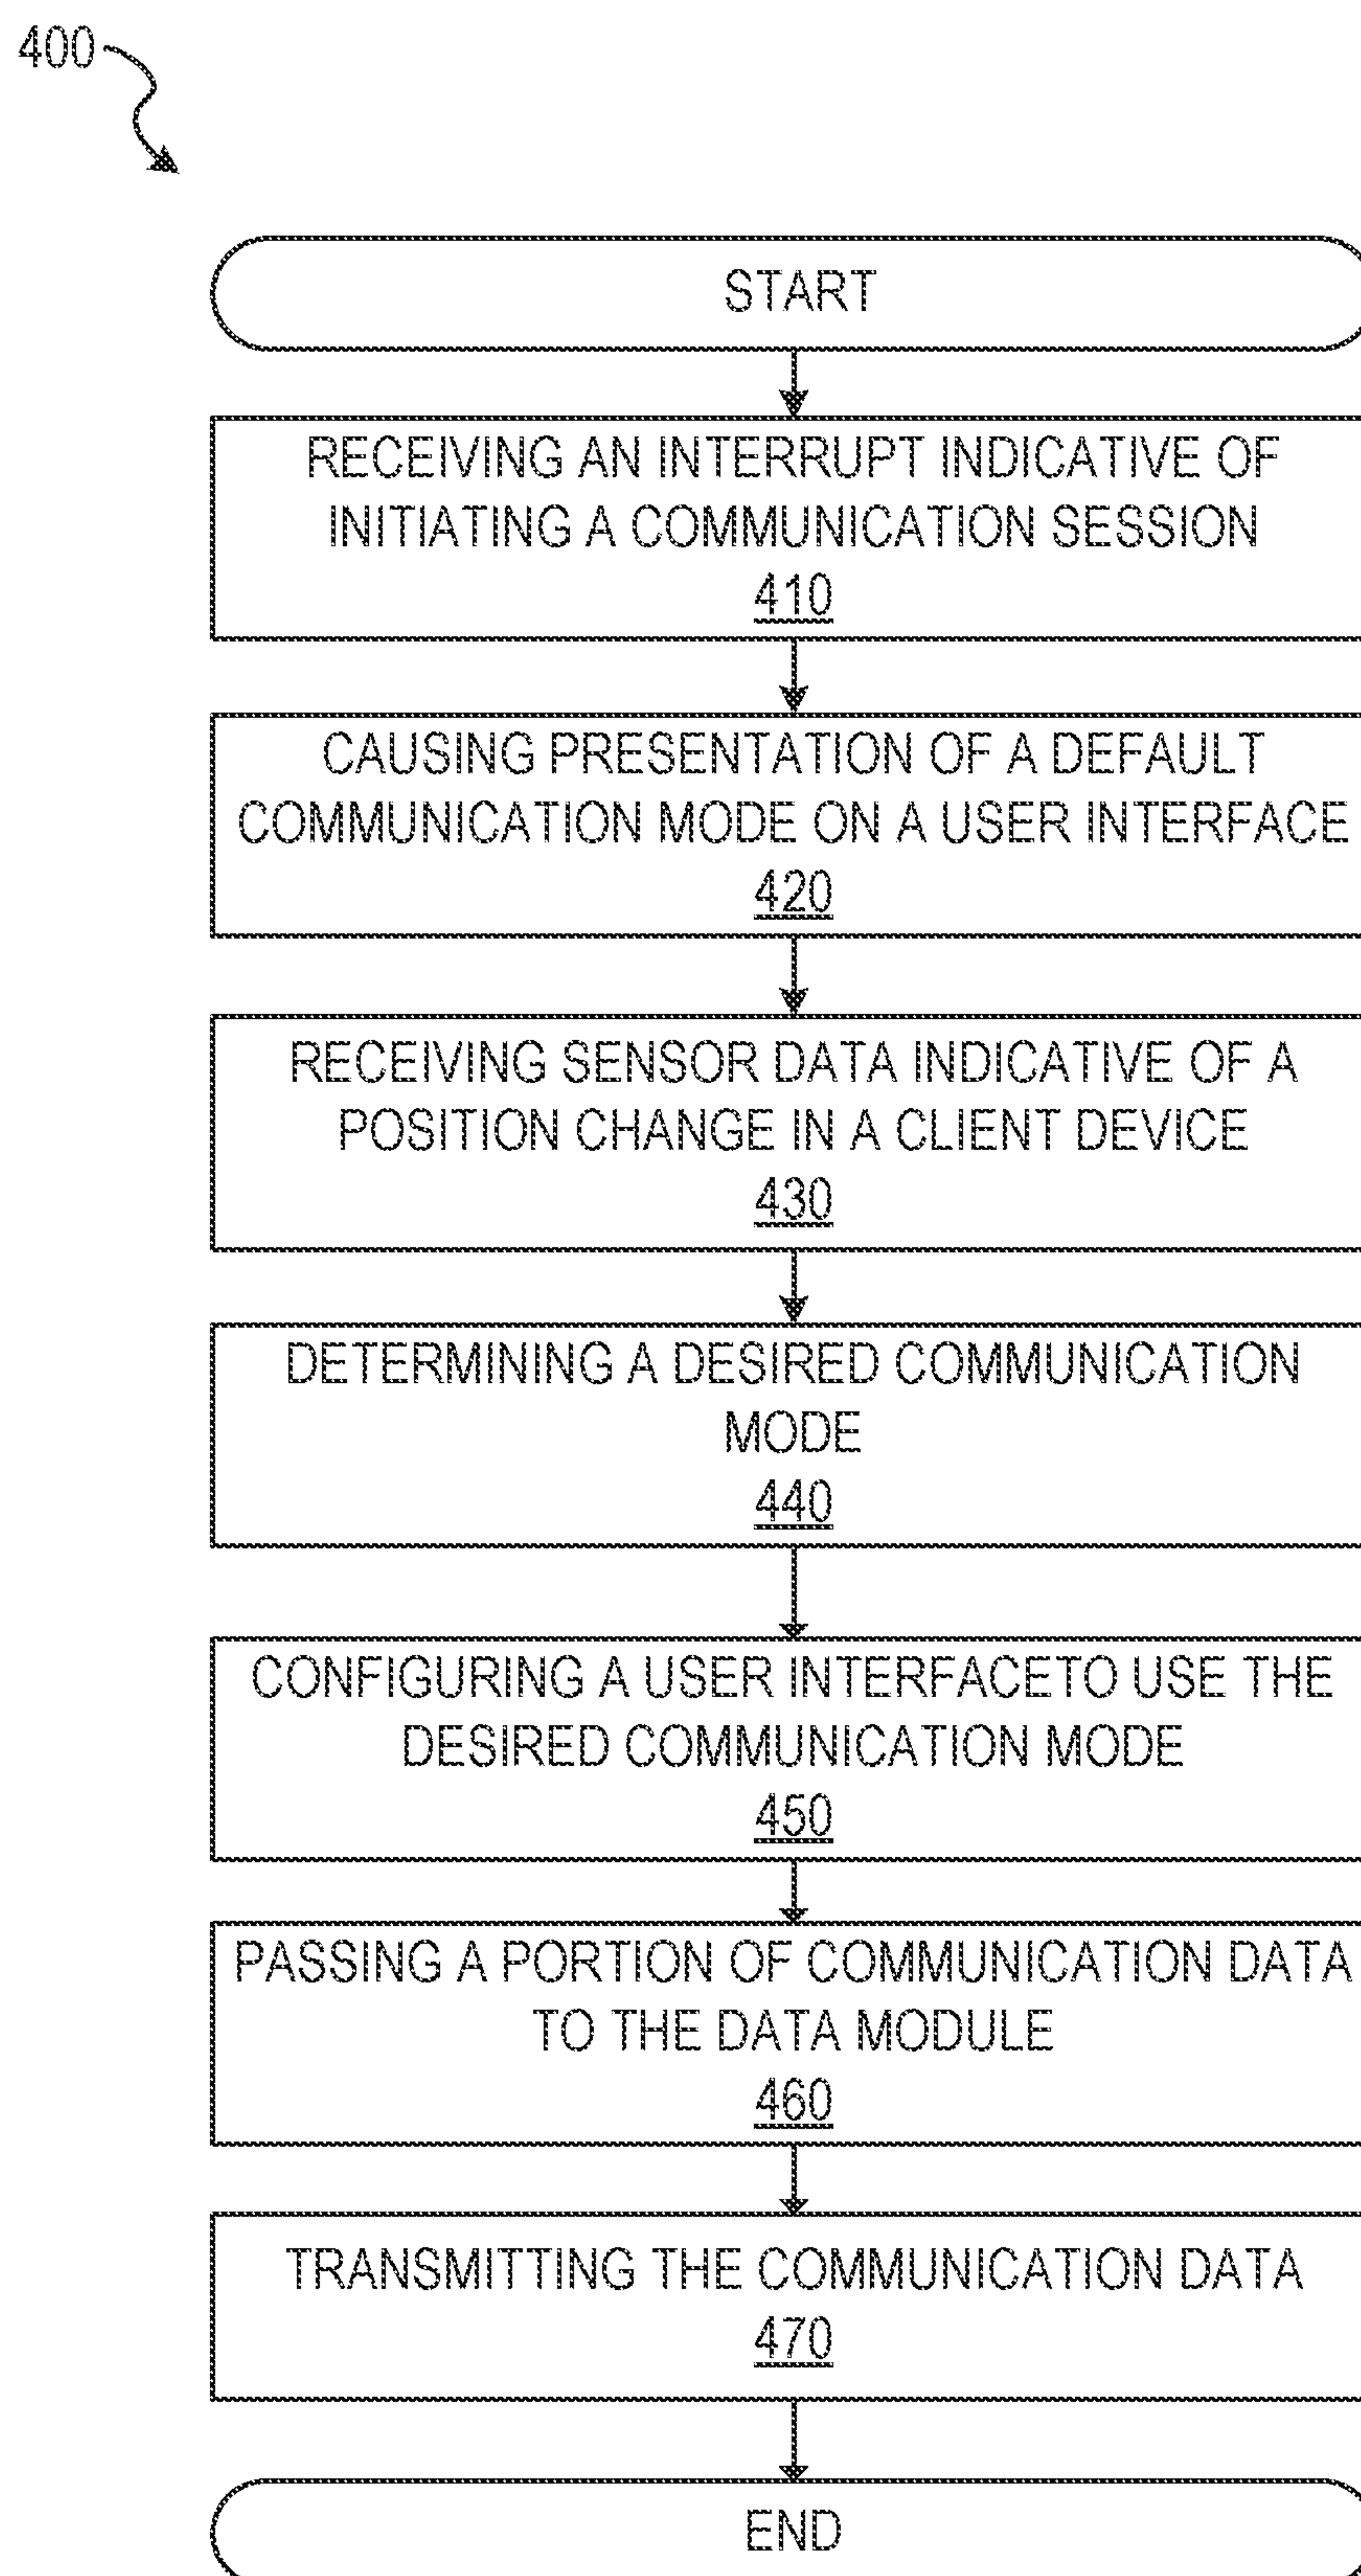 400
START
RECEIVING AN INTERRUPT INDICATIVE OF
INITIATING A COMMUNICATION SESSION
410
CAUSING PRESENTATION OF A DEFAULT
COMMUNICATION MODE ON A USER INTERFACE
420
RECEIVING SENSOR DATA INDICATIVE OF A
POSITION CHANGE IN A CLIENT DEVICE
430
DETERMINING A DESIRED COMMUNICATION
MODE
440
CONFIGURING A USER INTERFACETO USE THE
DESIRED COMMUNICATION MODE
450
PASSING A PORTION OF COMMUNICATION DATA
TO THE DATA MODULE
460
TRANSMITTING THE COMMUNICATION DATA
470
END